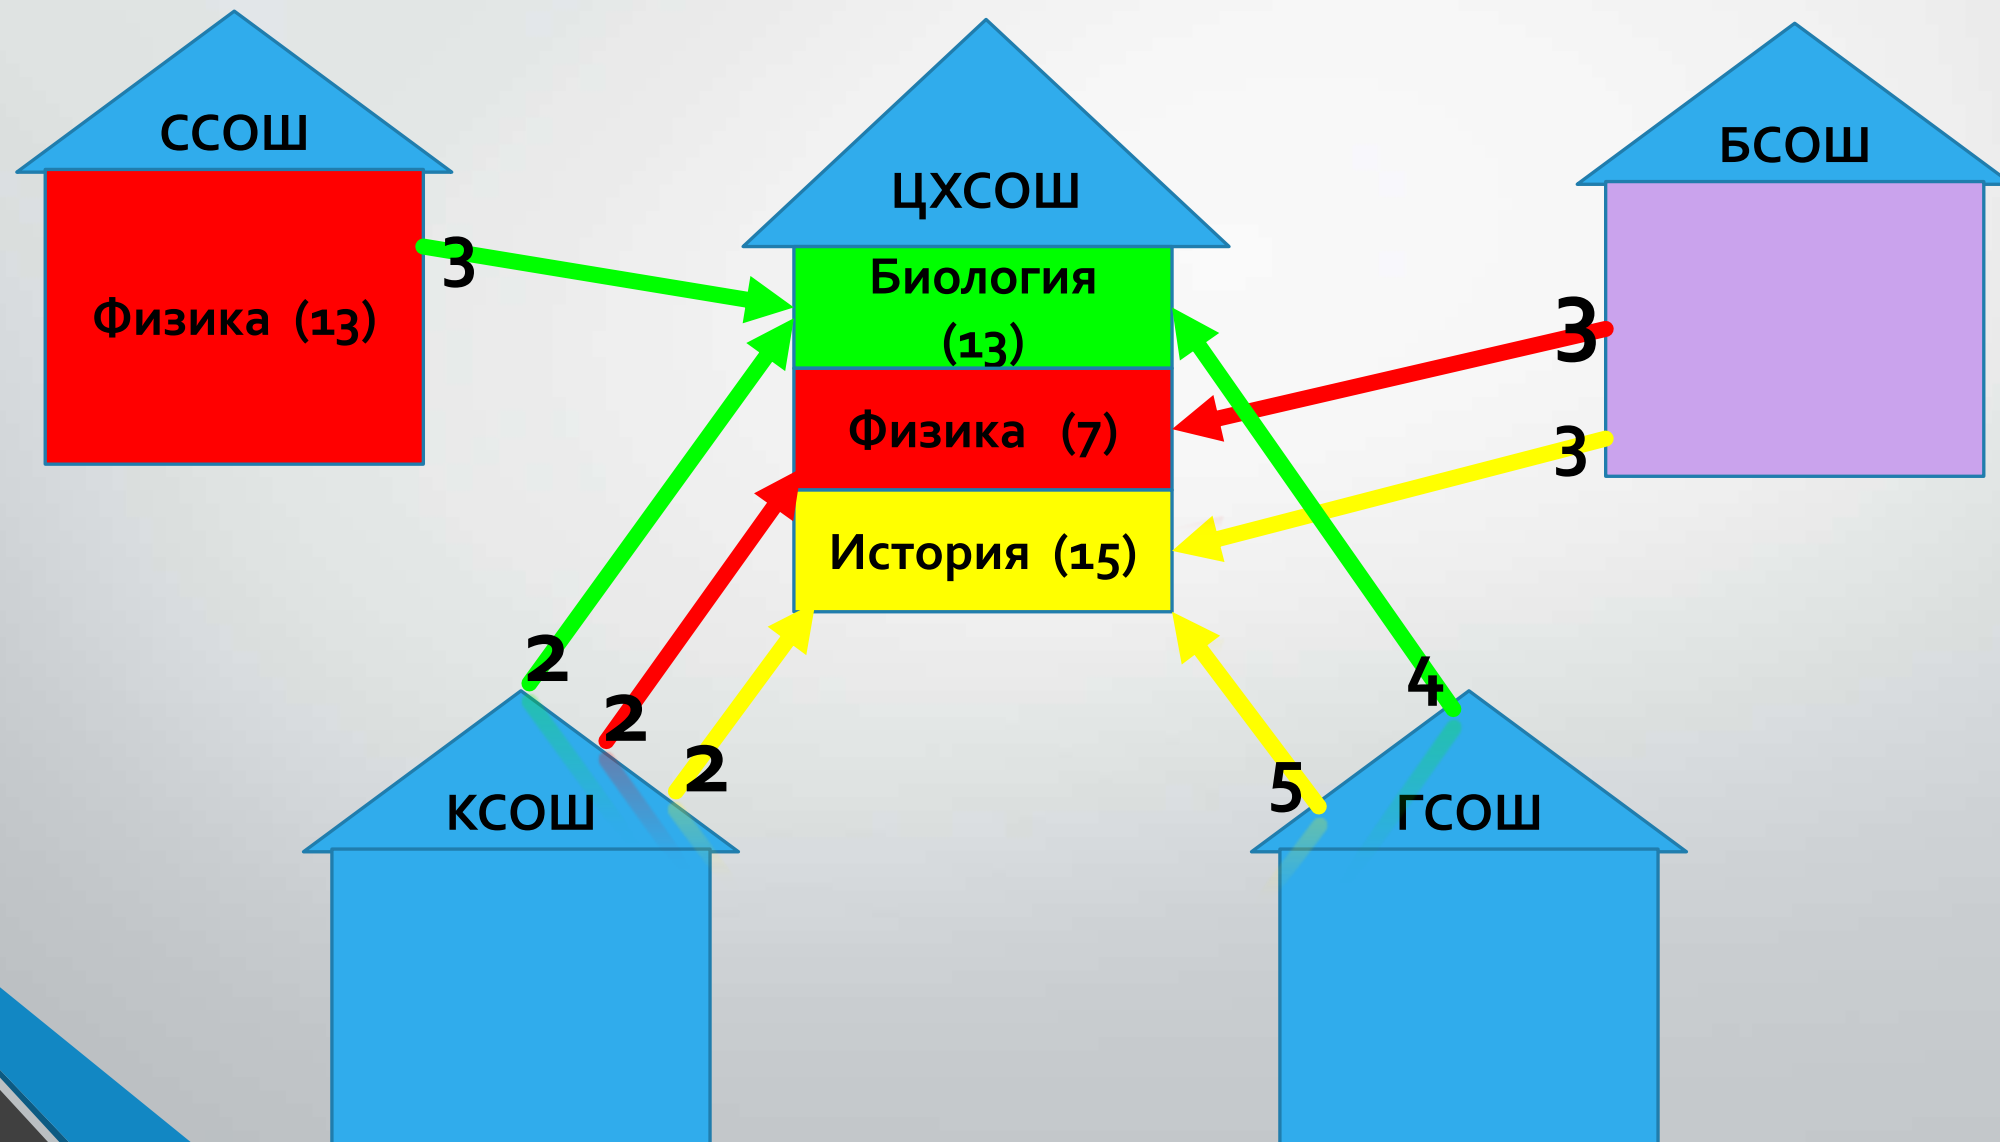 ССОШ
ЦХСОШ
БСОШ
Физика (13)
3
Биология
(13)
Физика (7)
История (15)
3
3
2
2
2
4
5
КСОШ
ГСОШ